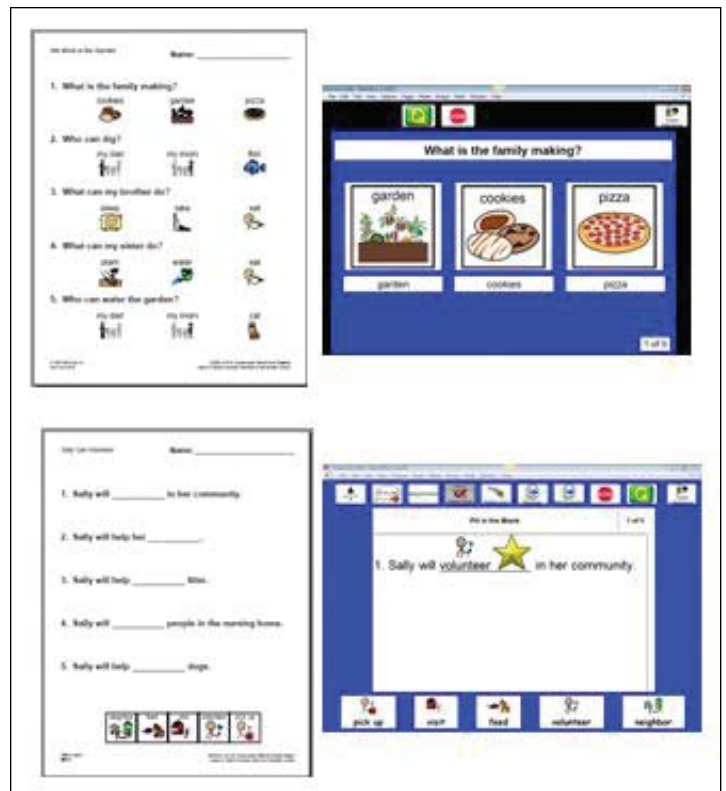 Name:
1. What is the family making?
cookies garden pizza
2. Who can dig?
my dad my mom fish
3. What can my brother do?
sleep rake eat
4. What can my sister do?
plant water eat
5. Who can water the garden?
my dad my mom cat
What is the family making?
garden cookies pizza
garden cookies pizza
1 of 5
Sally Can Volunteer Name:
1. Sally will in her community.
2. Sally will help her .
3. Sally will help litter.
4. Sally will people in the nursing home.
5. Sally will help dogs.
Fill in the Blank 1 of 5
1. Sally will volunteer in her community.
pick up visit feed volunteer neighbor